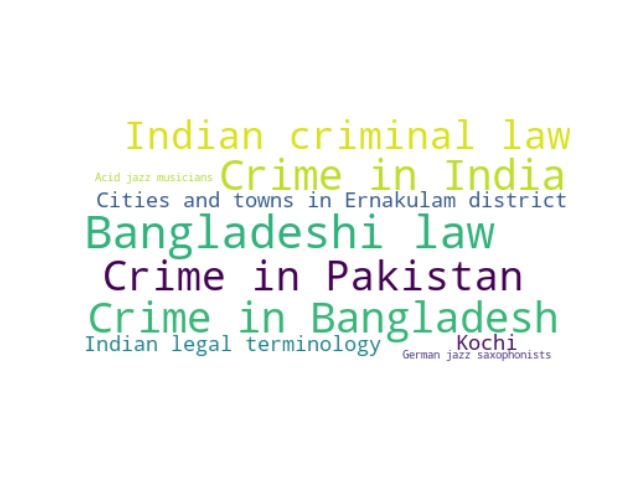 Indian criminal law
Acid jazz musicians
Crime in India
Cities and towns in Ernakulam district
Bangladeshi law
Crime in Pakistan
Crime in Bangladesh
Indian legal terminology
Kochi
German jazz saxophonists